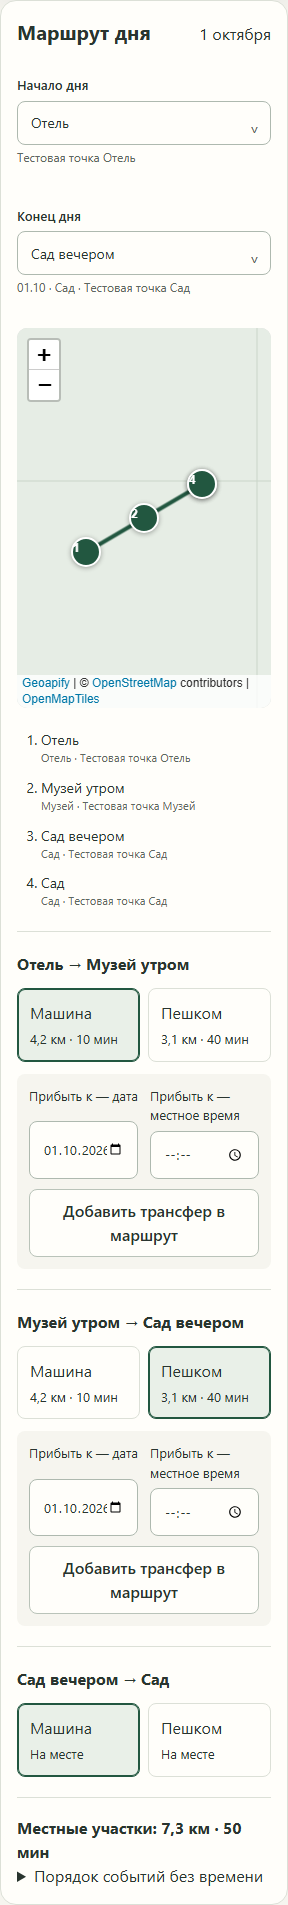 Маршрут дня
1 октября
Начало дня
Отель
Тестовая точка Отель
Конец дня
Сад вечером
01.10 · Сад · Тестовая точка Сад
+
−
4
2
1
Geoapify | © OpenStreetMap contributors |
OpenMapTiles
1. Отель
Отель · Тестовая точка Отель
2. Музей утром
Музей · Тестовая точка Музей
3. Сад вечером
Сад · Тестовая точка Сад
4. Сад
Сад · Тестовая точка Сад
Отель → Музей утром
Машина
4,2 км · 10 мин
Пешком
3,1 км · 40 мин
Прибыть к — дата
01.10.2026
Прибыть к —
местное время
--:--
Добавить трансфер в
маршрут
Музей утром → Сад вечером
Машина
4,2 км · 10 мин
Пешком
3,1 км · 40 мин
Прибыть к — дата
01.10.2026
Прибыть к —
местное время
--:--
Добавить трансфер в
маршрут
Сад вечером → Сад
Машина
На месте
Пешком
На месте
Местные участки: 7,3 км · 50
мин
Порядок событий без времени